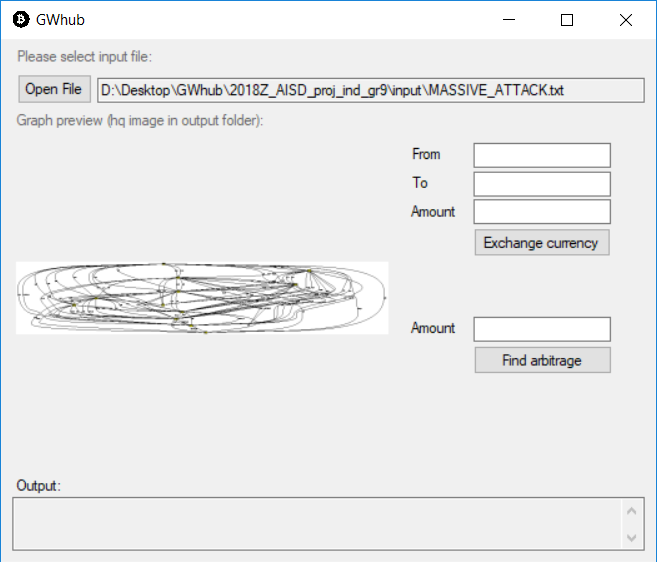 GWhub
Please select input file:
Open File
D:\Desktop\GWhub\2018Z_AISD_proj_ind_gr9\input\MASSIVE_ATTACK.txt
Graph preview (hq image in output folder):
From
To
Amount
Exchange currency
Amount
Find arbitrage
Output: